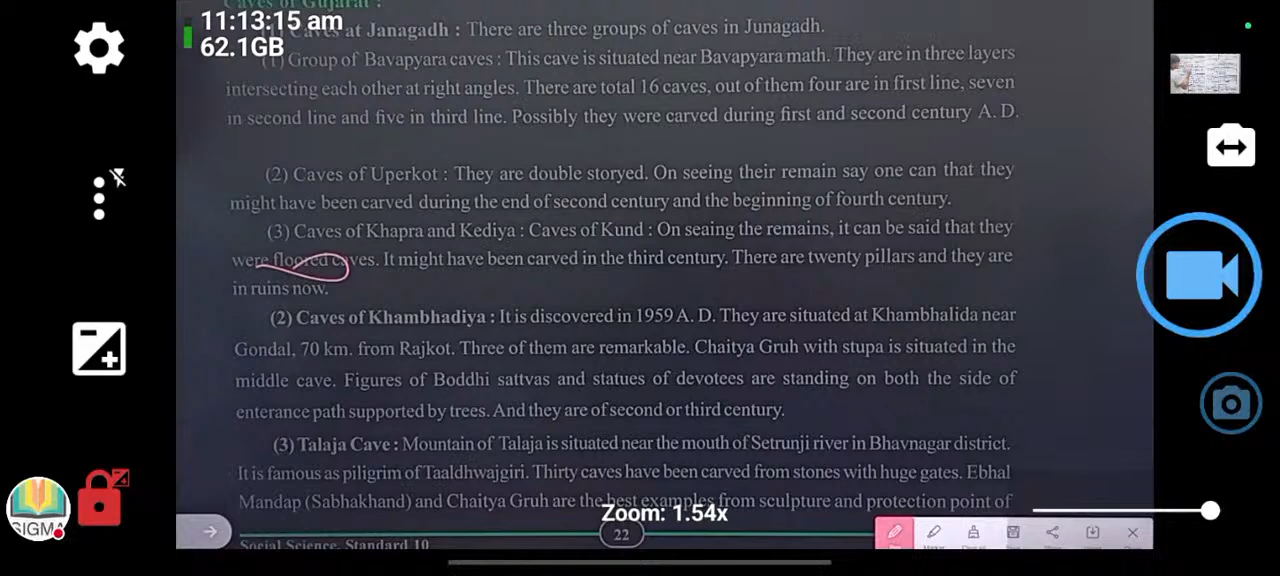 Caves of Gujarat :
11:13:15 am
62.1GB
Caves at Janagadh : There are three groups of caves in Junagadh.
(1) Group of Bavapyara caves : This cave is situated near Bavapyara math. They are in three layers
intersecting each other at right angles. There are total 16 caves, out of them four are in first line, seven
in second line and five in third line. Possibly they were carved during first and second century A. D.
(2) Caves of Uperkot : They are double storyed. On seeing their remain say one can that they
might have been carved during the end of second century and the beginning of fourth century.
(3) Caves of Khapra and Kediya : Caves of Kund : On seaing the remains, it can be said that they
were floored caves. It might have been carved in the third century. There are twenty pillars and they are
in ruins now.
(2) Caves of Khambhadiya : It is discovered in 1959 A. D. They are situated at Khambhalida near
Gondal, 70 km. from Rajkot. Three of them are remarkable. Chaitya Gruh with stupa is situated in the
middle cave. Figures of Boddhi sattvas and statues of devotees are standing on both the side of
enterance path supported by trees. And they are of second or third century.
(3) Talaja Cave : Mountain of Talaja is situated near the mouth of Setrunji river in Bhavnagar district.
It is famous as piligrim of Taaldhwajgiri. Thirty caves have been carved from stones with huge gates. Ebhal
Mandap (Sabhakhand) and Chaitya Gruh are the best examples from sculpture and protection point of
Zoom: 1.54x
22
Social Science, Standard 10
SIGMA